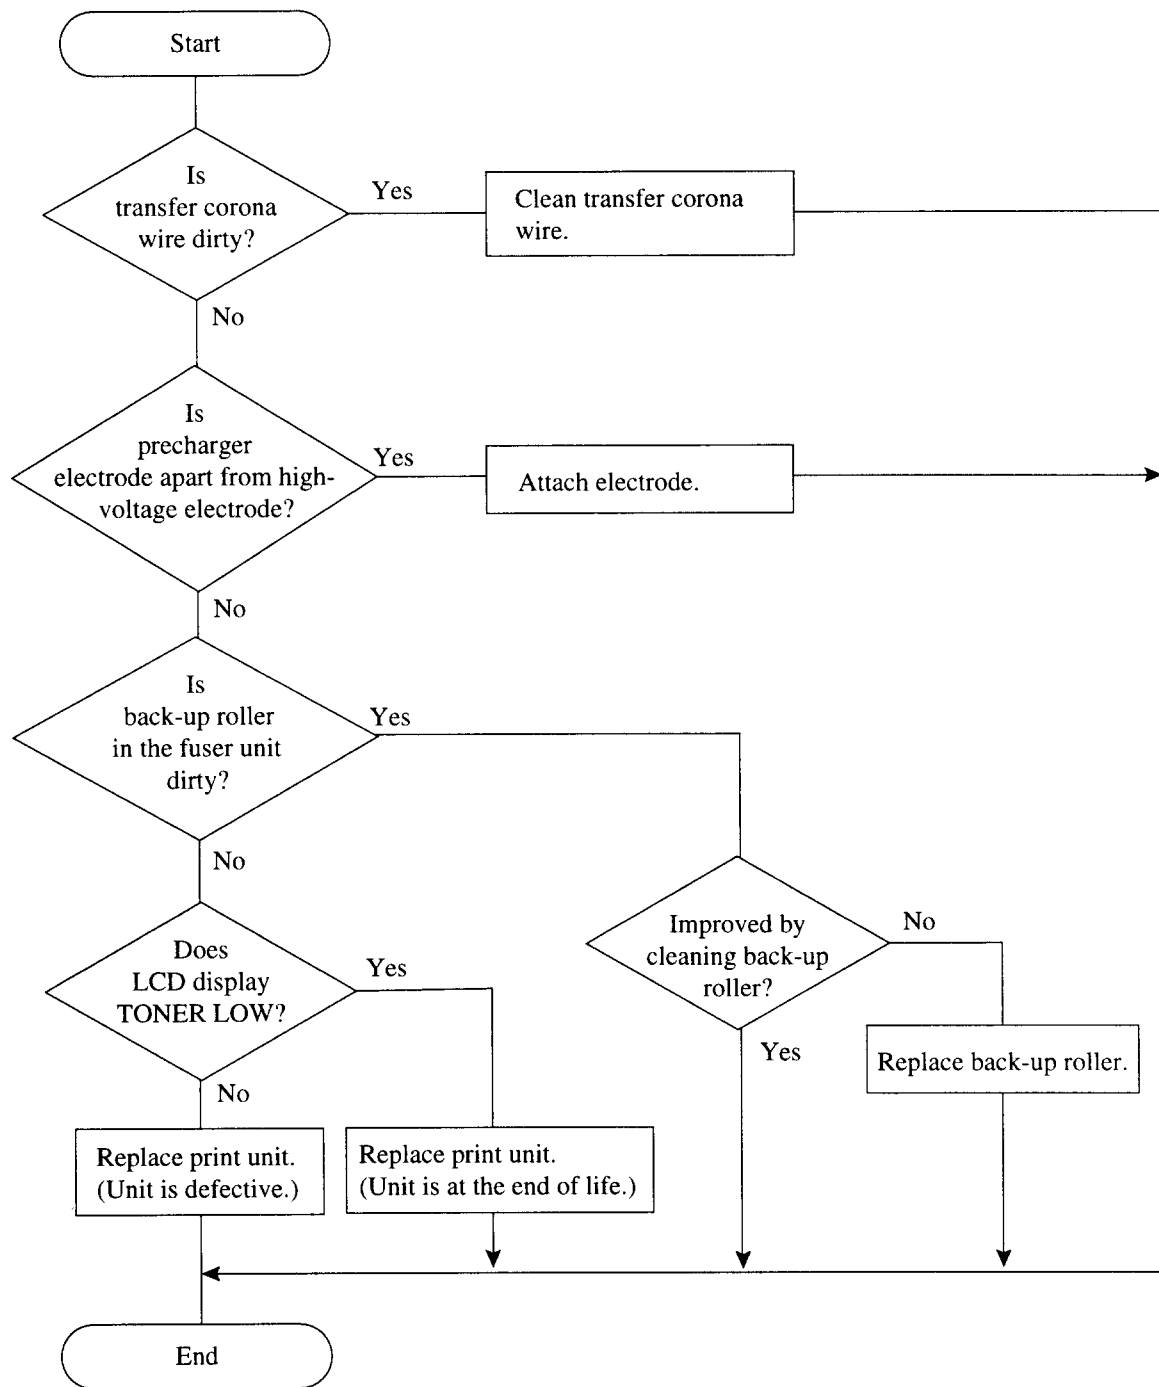 Start
Is
transfer corona
wire dirty?
Yes
Clean transfer corona
wire.
No
Is
precharger
electrode apart from high-
voltage electrode?
Yes
Attach electrode.
No
Is
back-up roller
in the fuser unit
dirty?
Yes
No
Improved by
cleaning back-up
roller?
No
Does
LCD display
TONER LOW?
Yes
Yes
Replace back-up roller.
No
Replace print unit.
(Unit is defective.)
Replace print unit.
(Unit is at the end of life.)
End